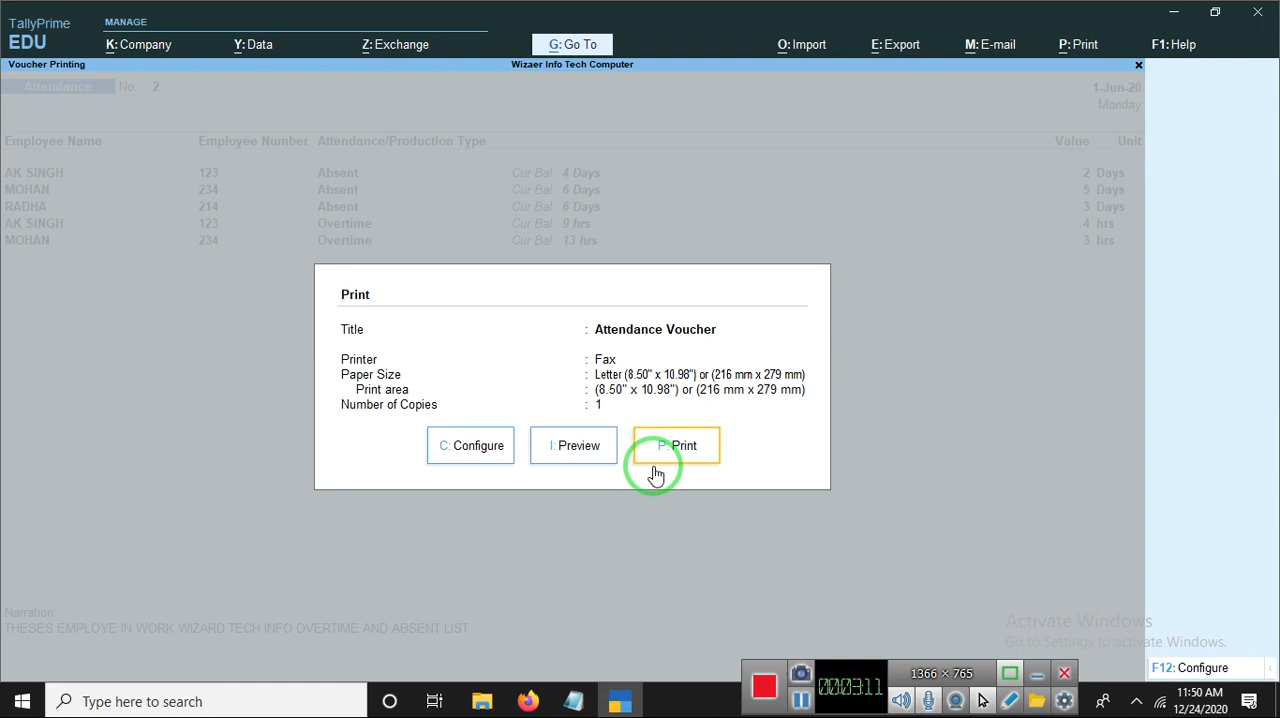 TallyPrime
EDU
MANAGE
K: Company Y: Data Z: Exchange G: Go To O: Import E: Export M: E-mail P: Print F1: Help
Voucher Printing Wizaer Info Tech Computer
Attendance No. 2 1-Jun-20
Monday
Employee Name Employee Number Attendance/Production Type Value Unit
AK SINGH 123 Absent Cur Bal: 4 Days 2 Days
MOHAN 234 Absent Cur Bal: 6 Days 5 Days
RADHA 214 Absent Cur Bal: 6 Days 3 Days
AK SINGH 123 Overtime Cur Bal: 9 hrs 4 hrs
MOHAN 234 Overtime Cur Bal: 13 hrs 3 hrs
Print
Title : Attendance Voucher
Printer : Fax
Paper Size : Letter (8.50" x 10.98") or (216 mm x 279 mm)
Print area : (8.50" x 10.98") or (216 mm x 279 mm)
Number of Copies : 1
C: Configure I: Preview P: Print
Narration:
THESES EMPLOYE IN WORK WIZARD TECH INFO OVERTIME AND ABSENT LIST
Activate Windows
Go to Settings to activate Windows.
F12: Configure
000311 1366 x 765
Type here to search
11:50 AM
12/24/2020